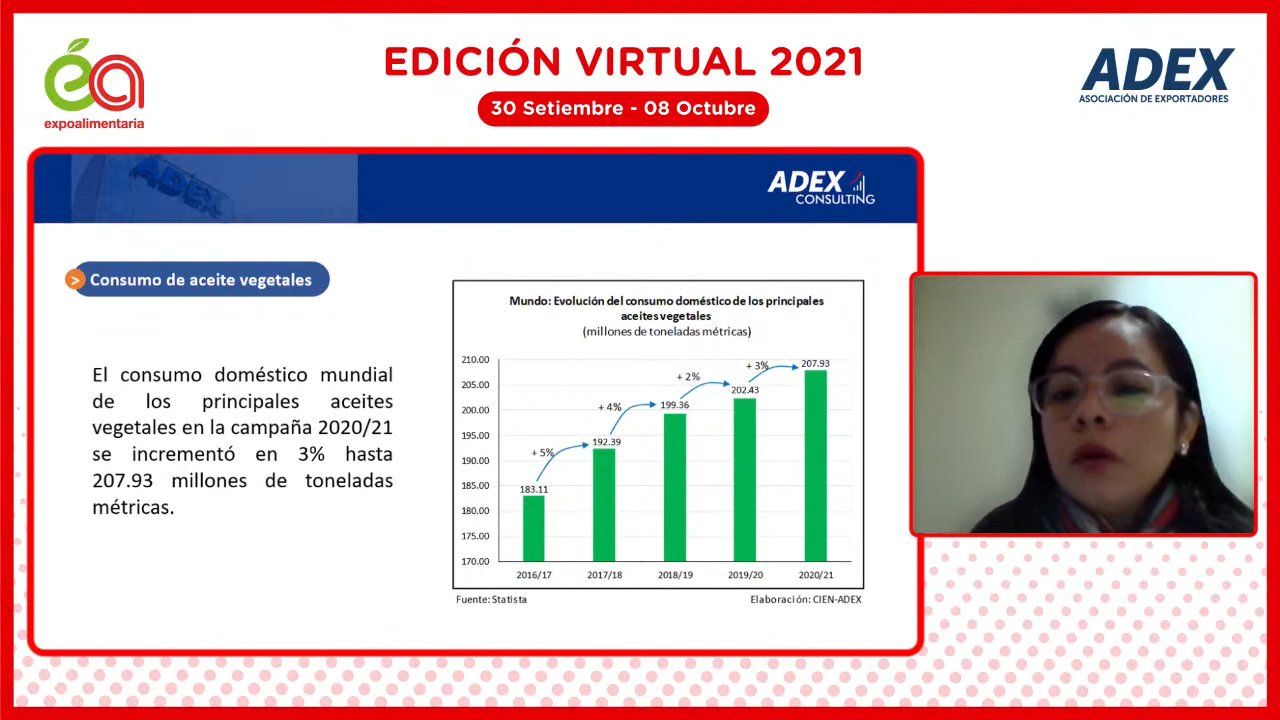 éa
expoalimentaria
EDICIÓN VIRTUAL 2021
30 Setiembre - 08 Octubre
ADEX
ASOCIACIÓN DE EXPORTADORES
ADEX
ADEX
CONSULTING
> Consumo de aceite vegetales
El consumo doméstico mundial
de los principales aceites
vegetales en la campaña 2020/21
se incrementó en 3% hasta
207.93 millones de toneladas
métricas.
Mundo: Evolución del consumo doméstico de los principales
aceites vegetales
(millones de toneladas métricas)
210.00
205.00
200.00
195.00
190.00
185.00
180.00
175.00
170.00
183.11
+ 5%
192.39
+ 4%
199.36
+ 2%
202.43
+ 3%
207.93
2016/17
2017/18
2018/19
2019/20
2020/21
Fuente: Statista
Elaboración: CIEN-ADEX